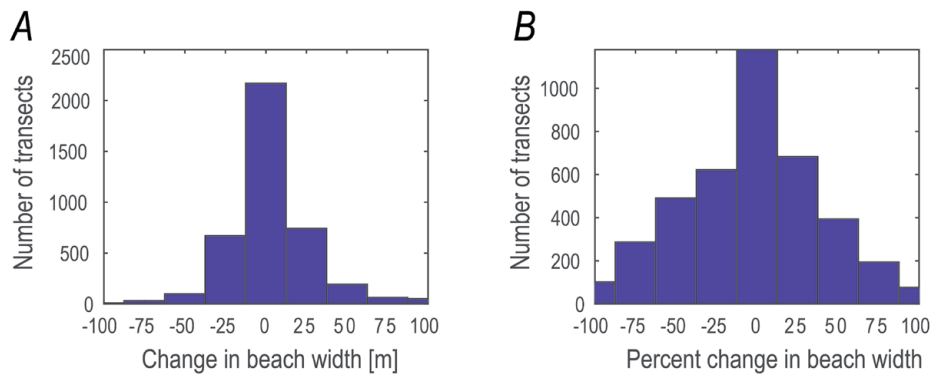 A
Number of transects
2500
2000
1500
1000
500
0
-100 -75 -50 -25 0 25 50 75 100
Change in beach width [m]
B
Number of transects
1000
800
600
400
200
0
-100 -75 -50 -25 0 25 50 75 100
Percent change in beach width